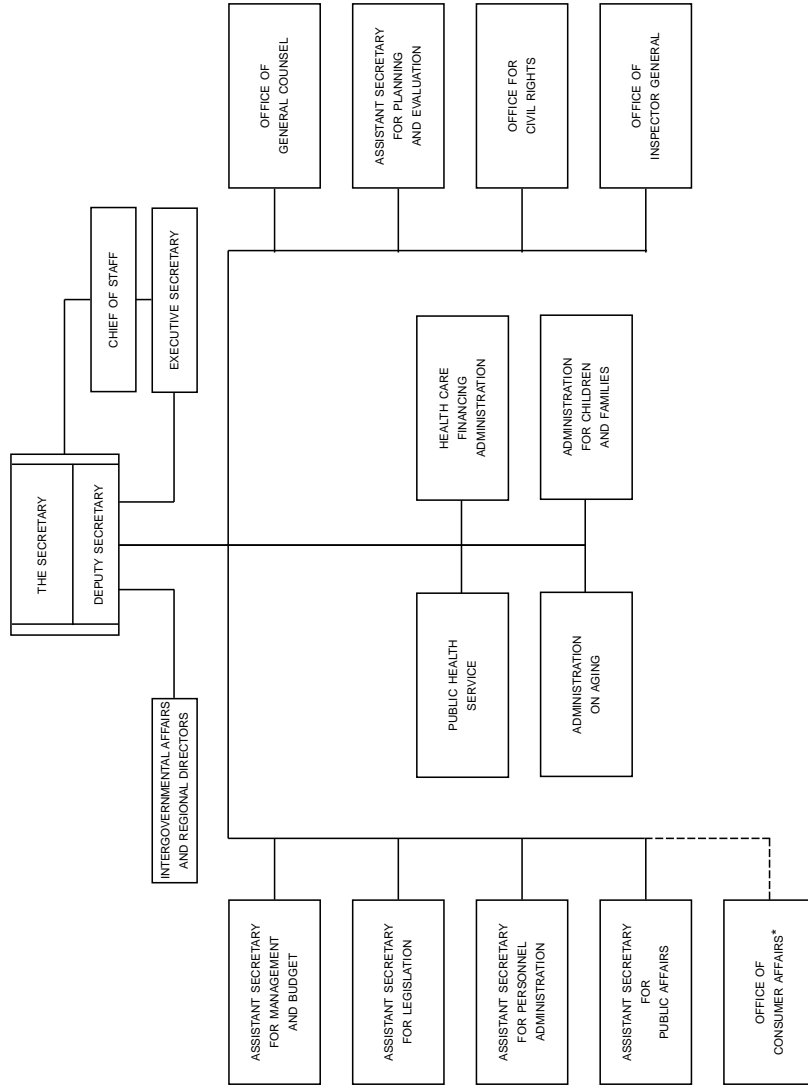 THE SECRETARY
DEPUTY SECRETARY
CHIEF OF STAFF
EXECUTIVE SECRETARY
INTERGOVERNMENTAL AFFAIRS
AND REGIONAL DIRECTORS
ASSISTANT SECRETARY
FOR MANAGEMENT
AND BUDGET
ASSISTANT SECRETARY
FOR LEGISLATION
ASSISTANT SECRETARY
FOR PERSONNEL
ADMINISTRATION
ASSISTANT SECRETARY
FOR
PUBLIC AFFAIRS
OFFICE OF
CONSUMER AFFAIRS*
PUBLIC HEALTH
SERVICE
HEALTH CARE
FINANCING
ADMINISTRATION
ADMINISTRATION
ON AGING
ADMINISTRATION
FOR CHILDREN
AND FAMILIES
OFFICE OF
GENERAL COUNSEL
ASSISTANT SECRETARY
FOR PLANNING
AND EVALUATION
OFFICE FOR
CIVIL RIGHTS
OFFICE OF
INSPECTOR GENERAL